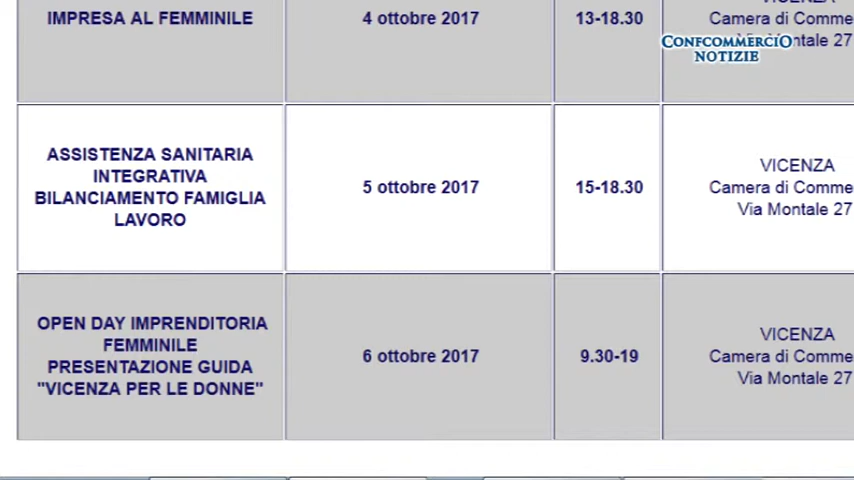 IMPRESA AL FEMMINILE
4 ottobre 2017
13-18.30
Camera di Comme
CONFCOMMERCIO
NOTIZIE
ntale 27
ASSISTENZA SANITARIA
INTEGRATIVA
BILANCIAMENTO FAMIGLIA
LAVORO
5 ottobre 2017
15-18.30
VICENZA
Camera di Comme
Via Montale 27
OPEN DAY IMPRENDITORIA
FEMMINILE
PRESENTAZIONE GUIDA
"VICENZA PER LE DONNE"
6 ottobre 2017
9.30-19
VICENZA
Camera di Comme
Via Montale 27